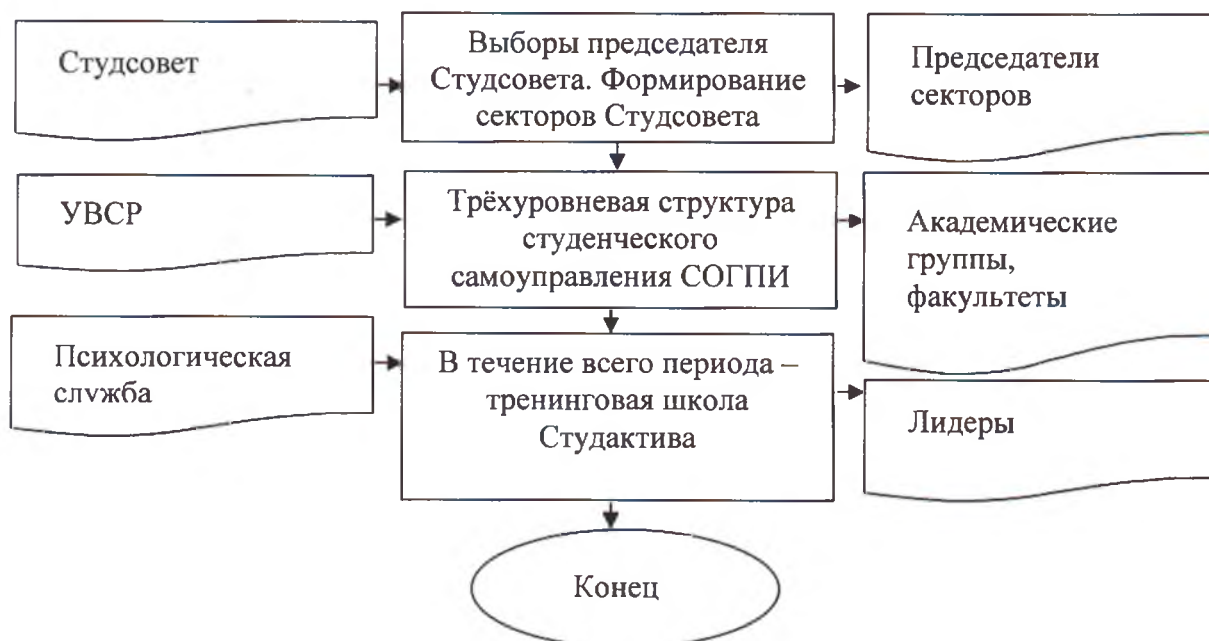 Студсовет
Выборы председателя
Студсовета. Формирование
секторов Студсовета
Председатели
секторов
УВСР
Трёхуровневая структура
студенческого
самоуправления СОГПИ
Академические
группы,
факультеты
Психологическая
служба
В течение всего периода –
тренинговая школа
Студактива
Лидеры
Конец